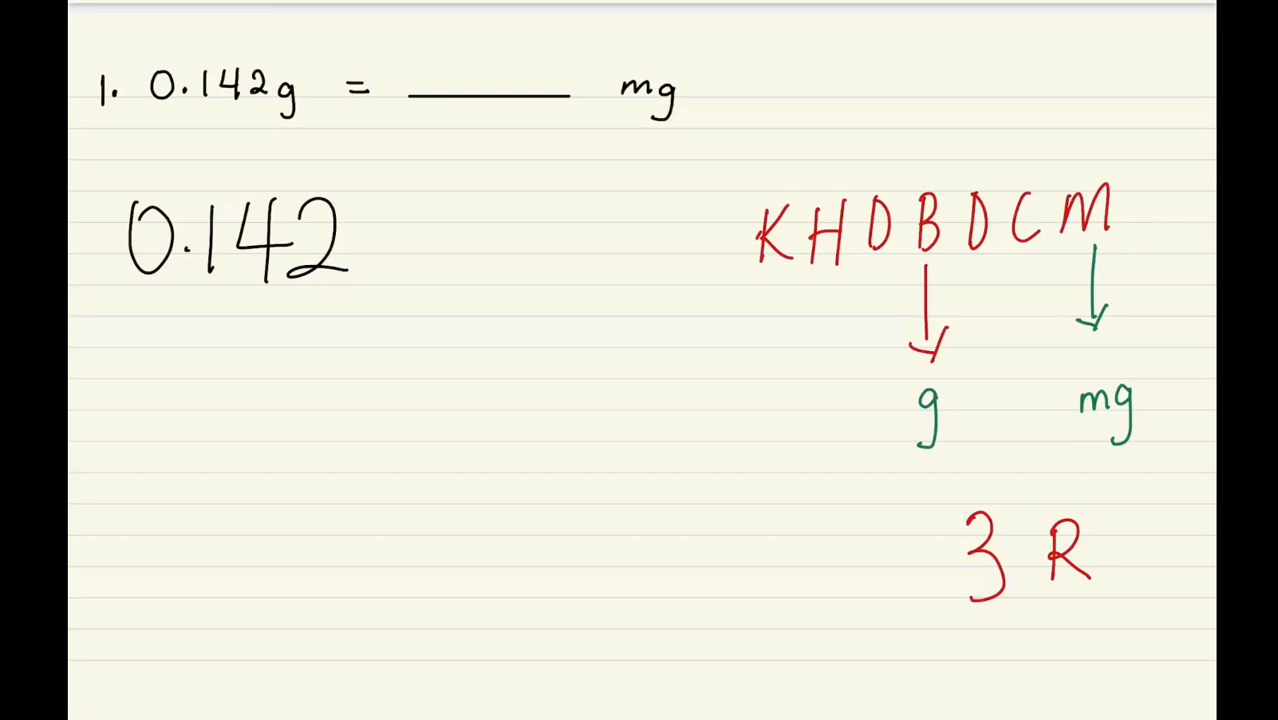 1. 0.142g = ______ mg
0.142
K H D B D C M
g mg
3 R